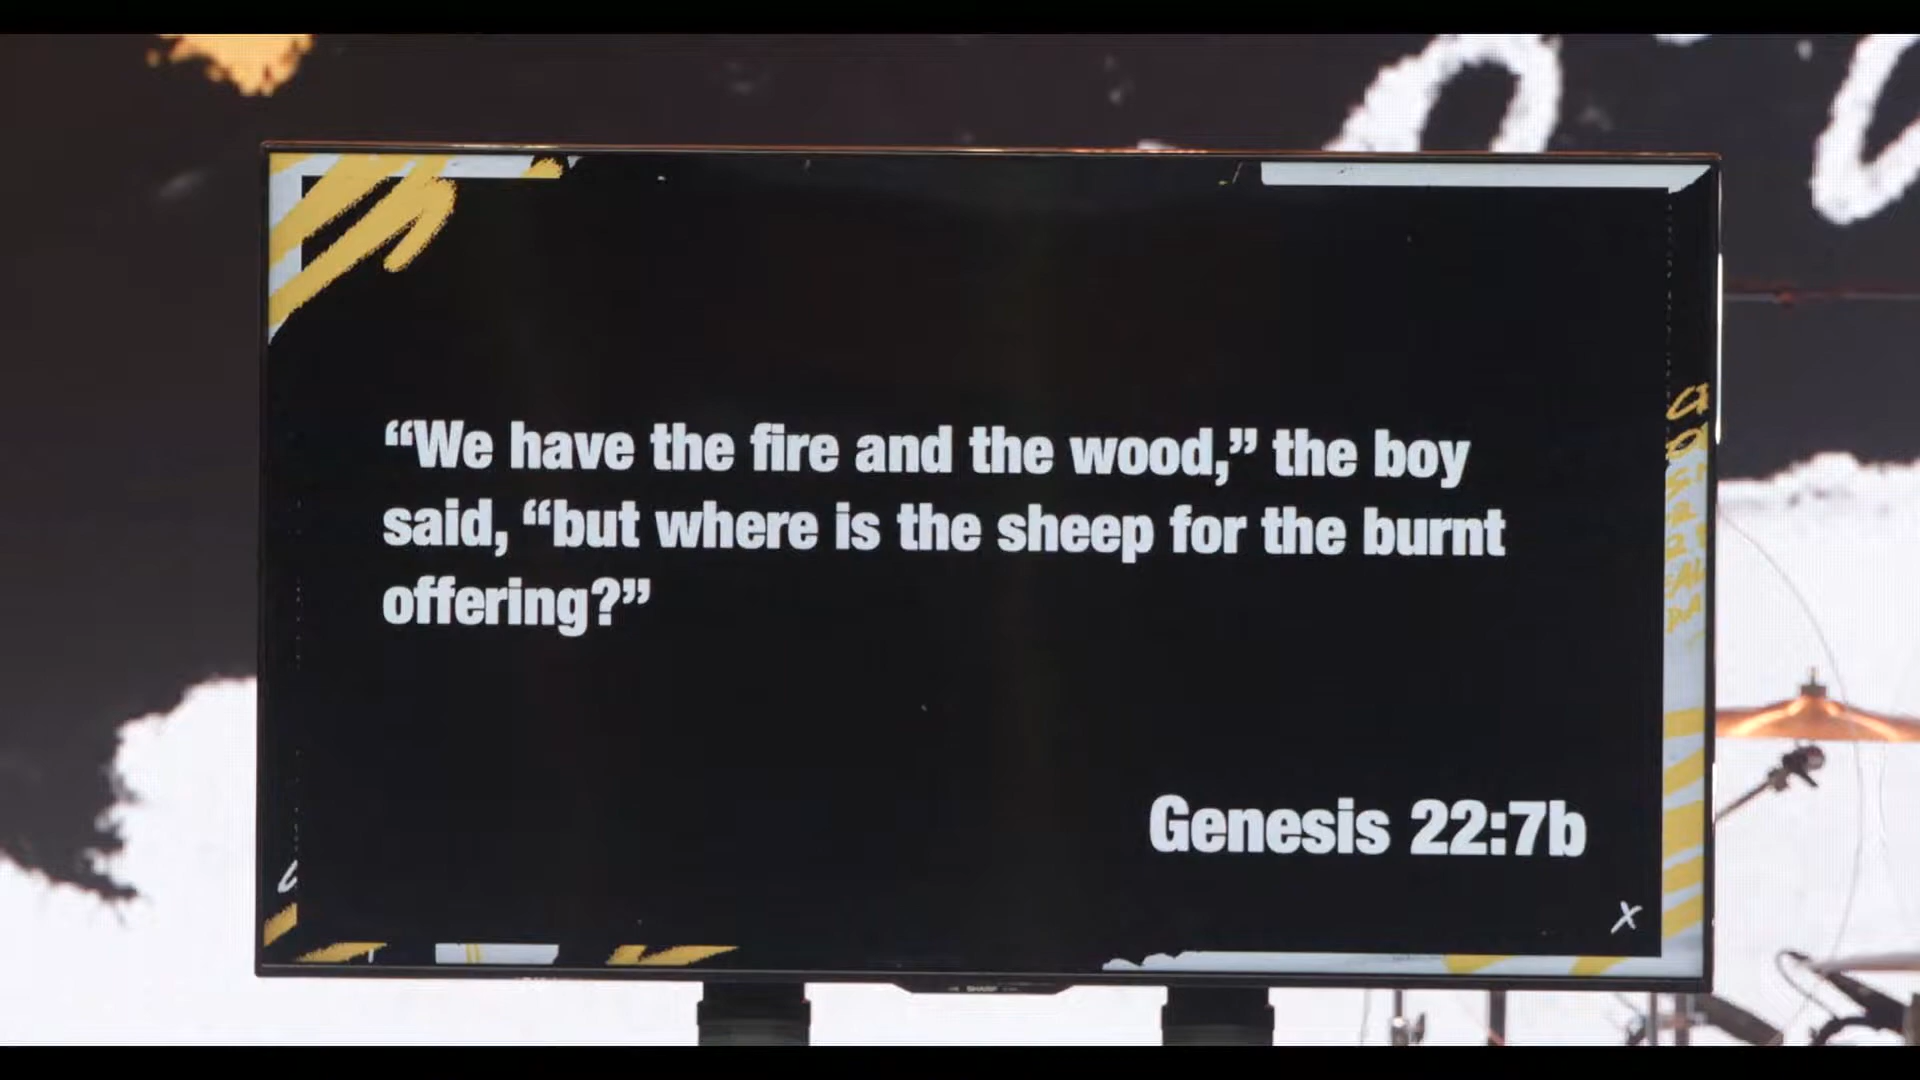 “We have the fire and the wood,” the boy
said, “but where is the sheep for the burnt
offering?”
Genesis 22:7b
x
SHARP